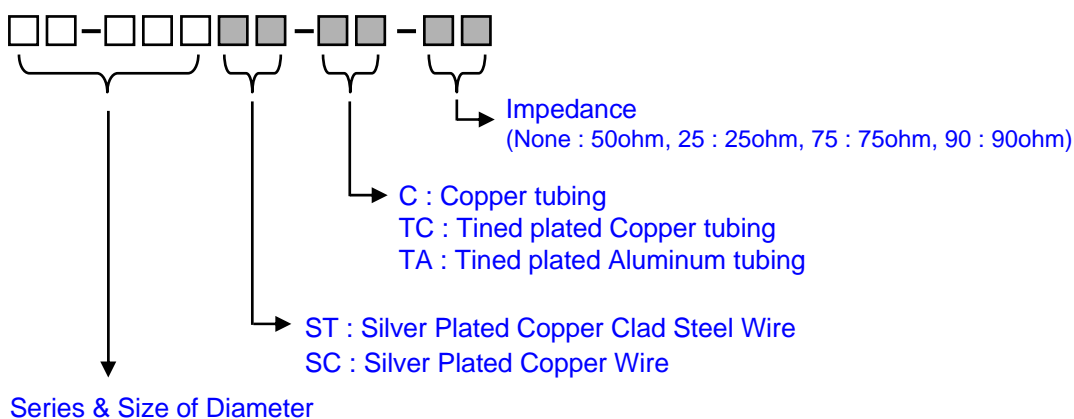 Impedance
(None : 50ohm, 25 : 25ohm, 75 : 75ohm, 90 : 90ohm)
C : Copper tubing
TC : Tined plated Copper tubing
TA : Tined plated Aluminum tubing
ST : Silver Plated Copper Clad Steel Wire
SC : Silver Plated Copper Wire
Series & Size of Diameter